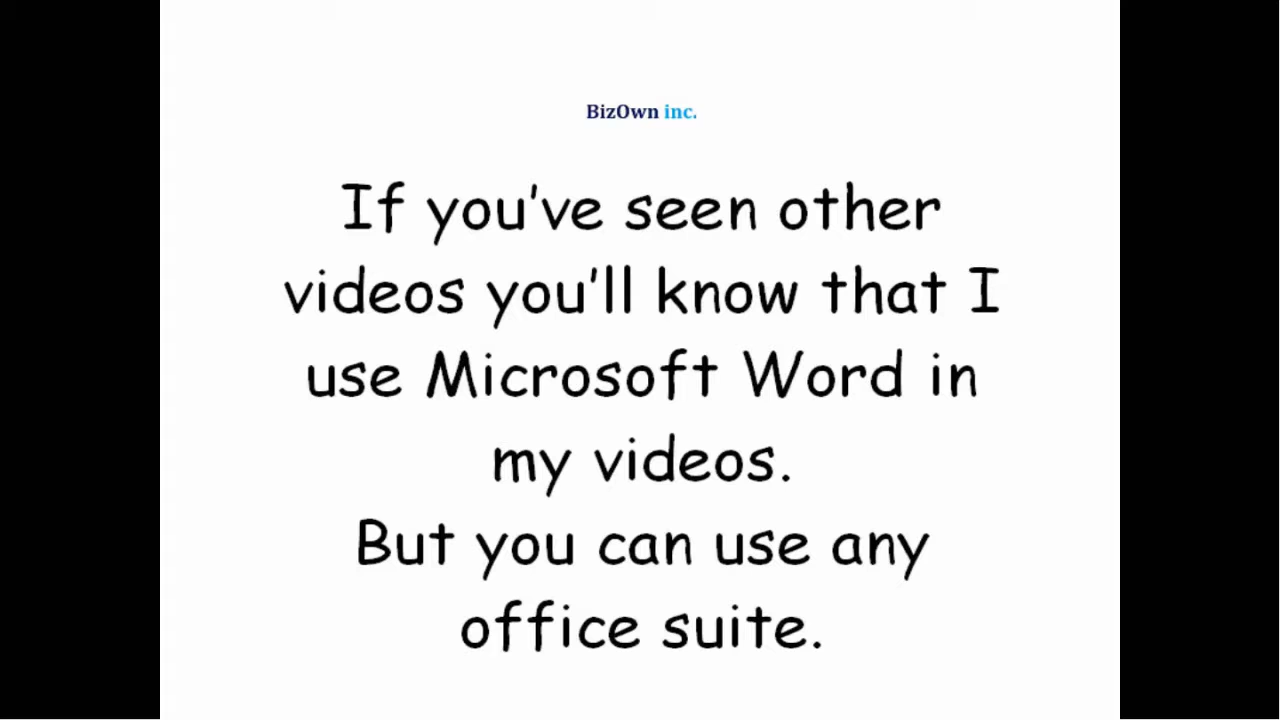 BizOwn inc.
If you've seen other
videos you'll know that I
use Microsoft Word in
my videos.
But you can use any
office suite.